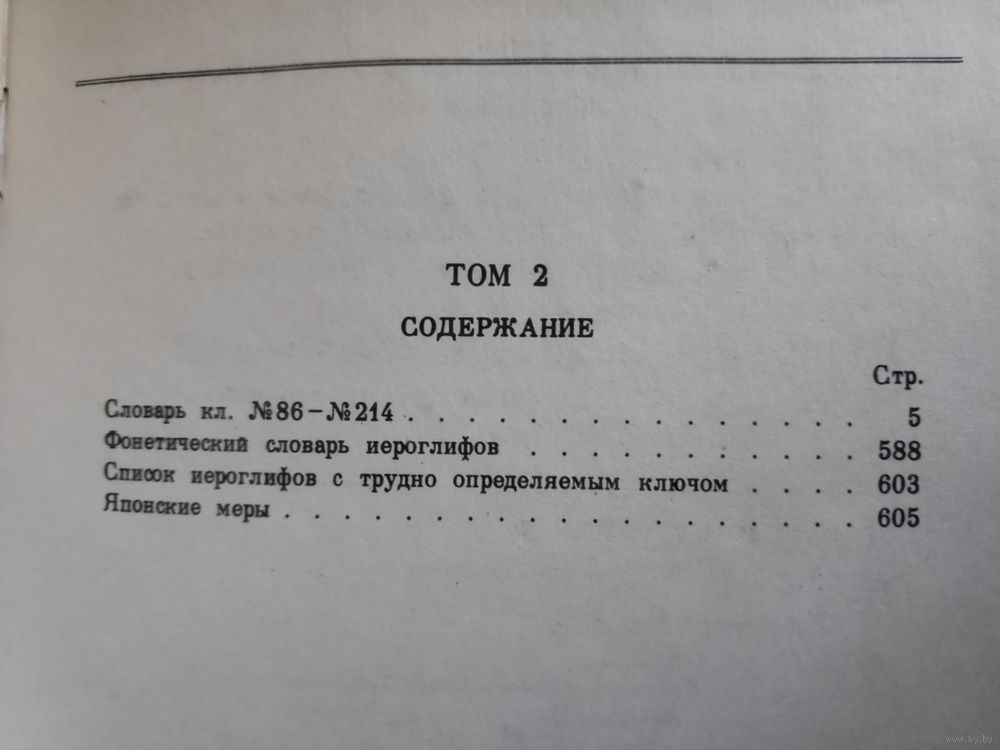 ТОМ 2
СОДЕРЖАНИЕ
Стр.
Словарь кл. №86–№214 . . . . . . . . . . . . . . . 5
Фонетический словарь иероглифов . . . . . . . . . . . 588
Список иероглифов с трудно определяемым ключом . . . . 603
Японские меры . . . . . . . . . . . . . . . . . . . 605
www.ay.by